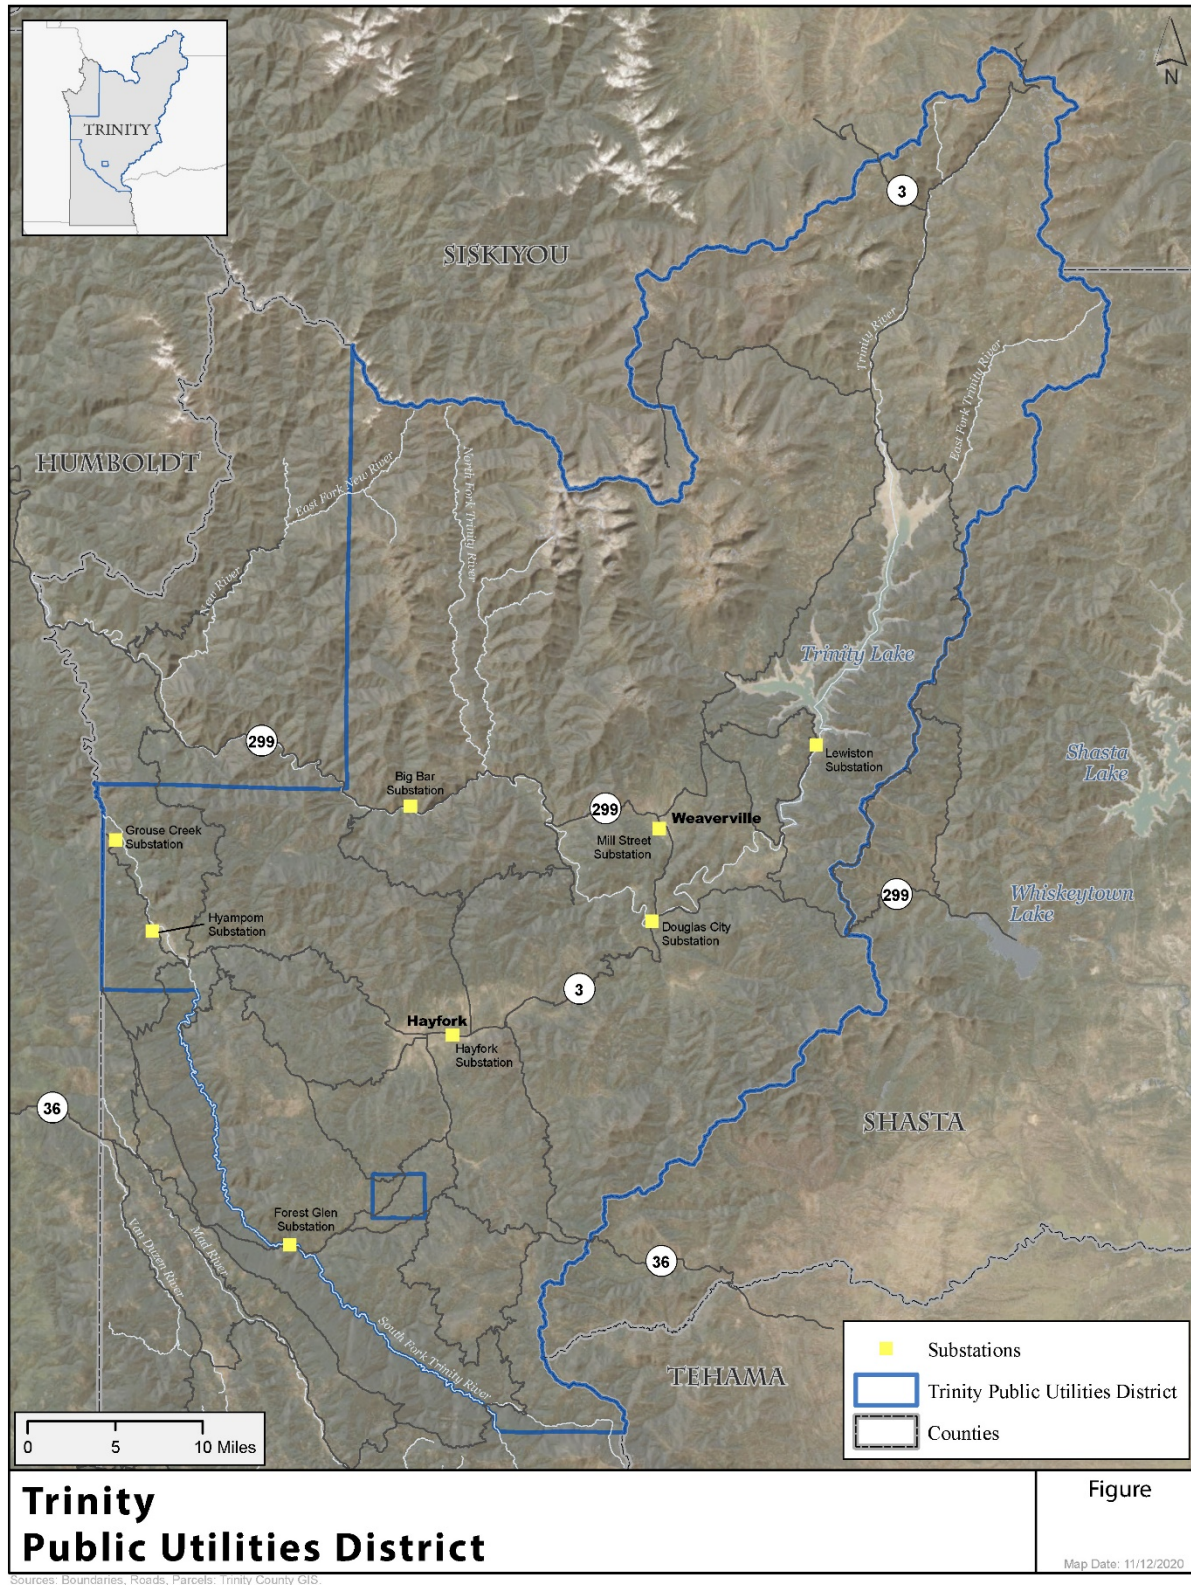 TRINITY
N
3
SISKIYOU
Trinity River
East Fork Trinity River
HUMBOLDT
East Fork New River
North Fork Trinity River
New River
Trinity Lake
299
Lewiston
Substation
Shasta
Lake
Big Bar
Substation
299
Weaverville
Mill Street
Substation
Grouse Creek
Substation
299
Whiskeytown
Lake
Hyampom
Substation
Douglas City
Substation
3
Hayfork
Hayfork
Substation
36
SHASTA
Forest Glen
Substation
Van Duzen River
Mad River
36
South Fork Trinity River
TEHAMA
Substations
Trinity Public Utilities District
Counties
0 5 10 Miles
Trinity
Public Utilities District
Figure
Map Date: 11/12/2020
Sources: Boundaries, Roads, Parcels: Trinity County GIS.